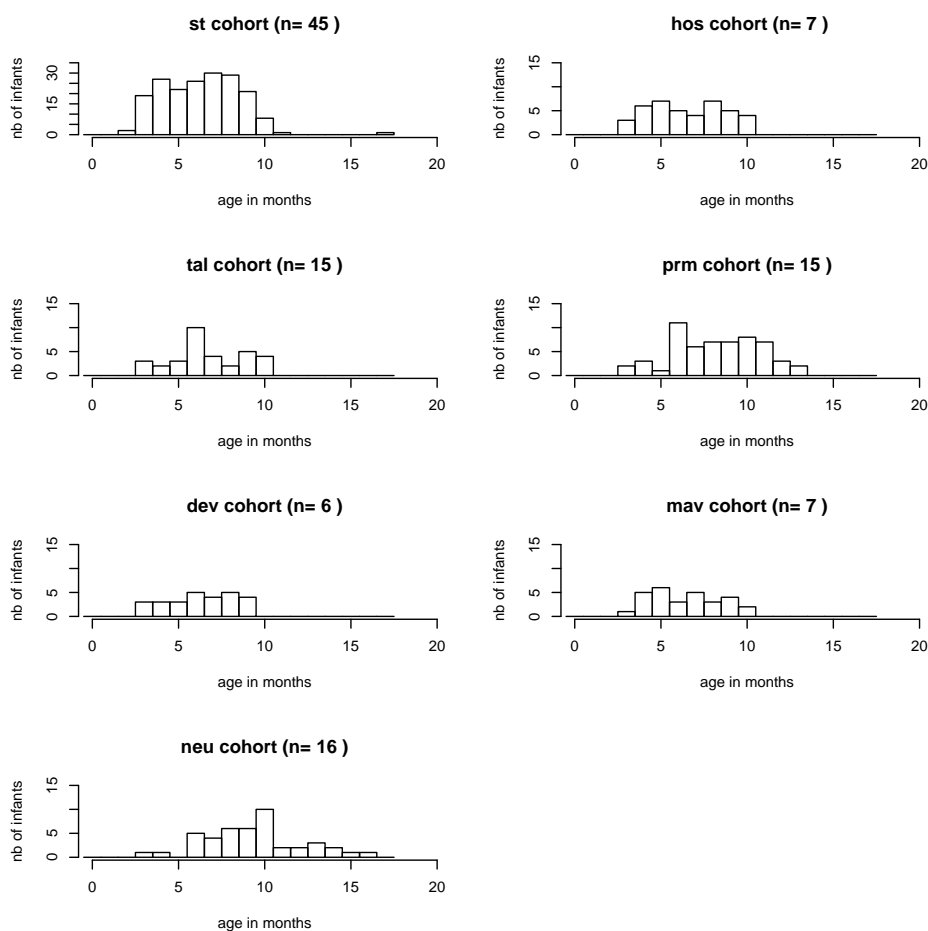 st cohort (n= 45 )
nb of infants
0
15
30
0 5 10 15 20
age in months
hos cohort (n= 7 )
nb of infants
0
5
15
0 5 10 15 20
age in months
tal cohort (n= 15 )
nb of infants
0
5
15
0 5 10 15 20
age in months
prm cohort (n= 15 )
nb of infants
0
5
15
0 5 10 15 20
age in months
dev cohort (n= 6 )
nb of infants
0
5
15
0 5 10 15 20
age in months
mav cohort (n= 7 )
nb of infants
0
5
15
0 5 10 15 20
age in months
neu cohort (n= 16 )
nb of infants
0
5
15
0 5 10 15 20
age in months